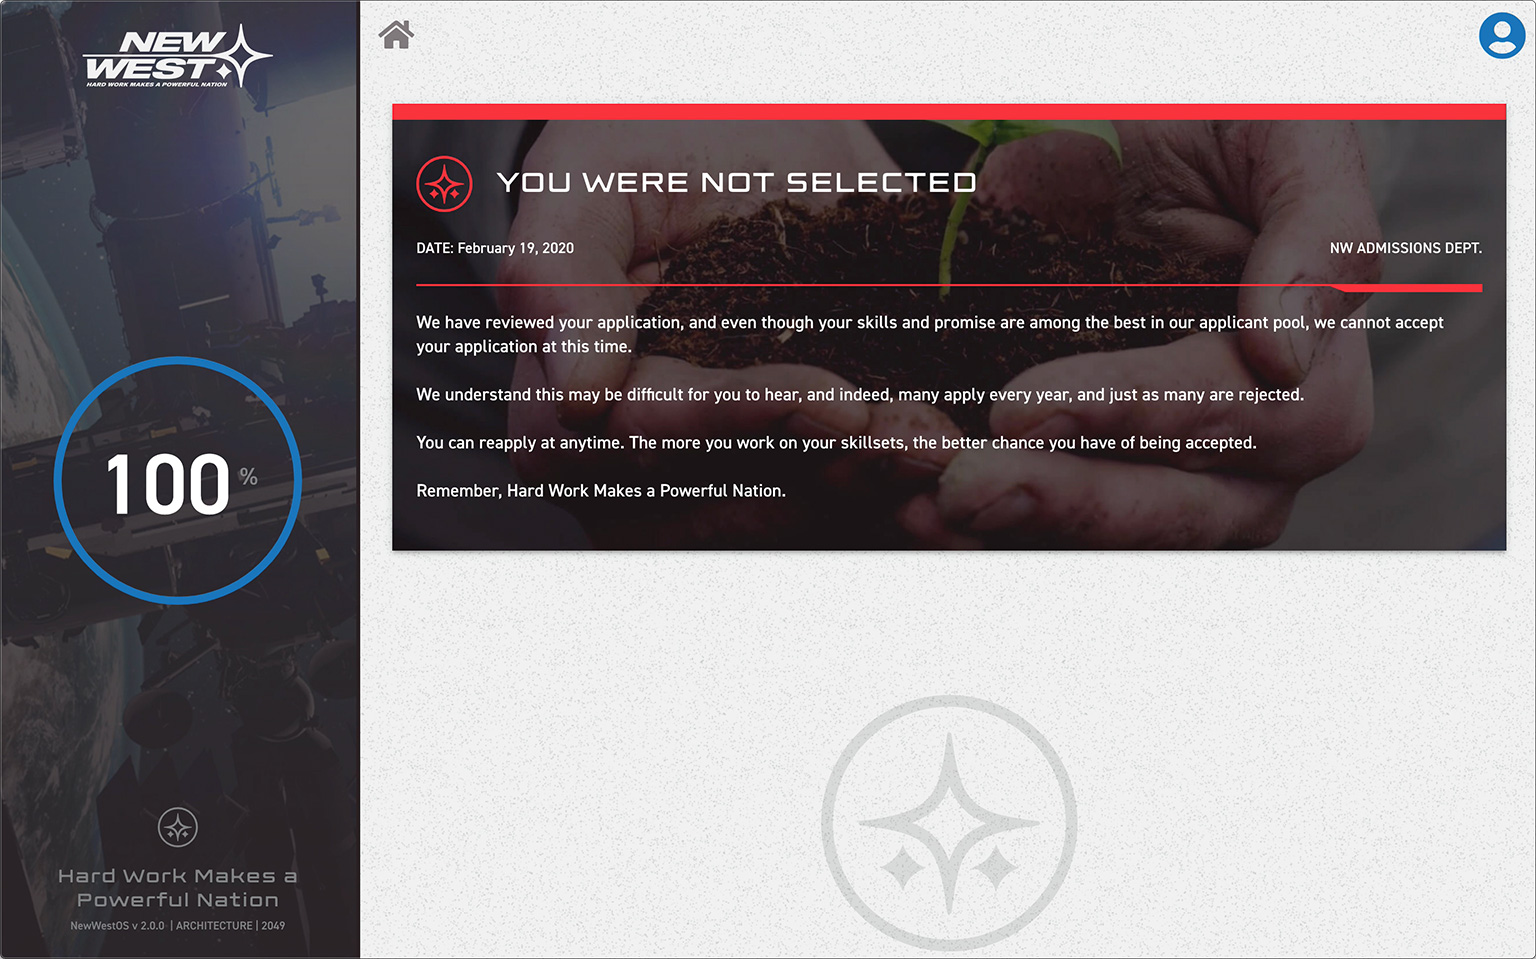 NEW
WEST
HARD WORK MAKES A POWERFUL NATION
100 %
Hard Work Makes a
Powerful Nation
NewWestOS v 2.0.0 | ARCHITECTURE | 2049
YOU WERE NOT SELECTED
DATE: February 19, 2020
NW ADMISSIONS DEPT.
We have reviewed your application, and even though your skills and promise are among the best in our applicant pool, we cannot accept
your application at this time.
We understand this may be difficult for you to hear, and indeed, many apply every year, and just as many are rejected.
You can reapply at anytime. The more you work on your skillsets, the better chance you have of being accepted.
Remember, Hard Work Makes a Powerful Nation.